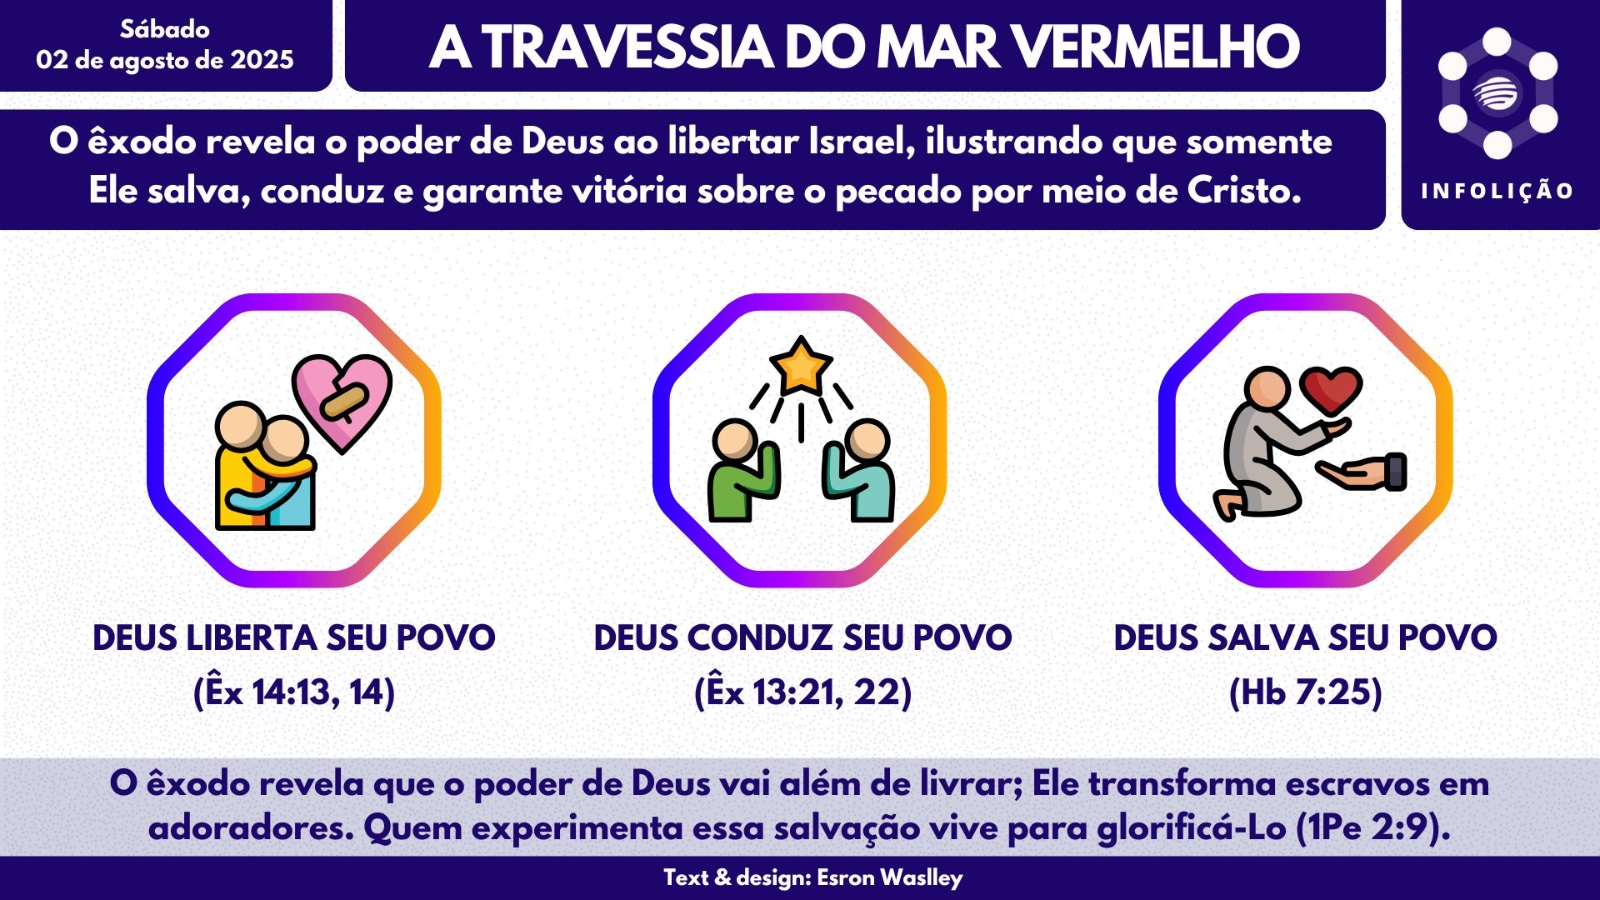 Sábado
02 de agosto de 2025
A TRAVESSIA DO MAR VERMELHO
INFOLIÇÃO
O êxodo revela o poder de Deus ao libertar Israel, ilustrando que somente
Ele salva, conduz e garante vitória sobre o pecado por meio de Cristo.
DEUS LIBERTA SEU POVO
(Êx 14:13, 14)
DEUS CONDUZ SEU POVO
(Êx 13:21, 22)
DEUS SALVA SEU POVO
(Hb 7:25)
O êxodo revela que o poder de Deus vai além de livrar; Ele transforma escravos em
adoradores. Quem experimenta essa salvação vive para glorificá-Lo (1Pe 2:9).
Text & design: Esron Waslley